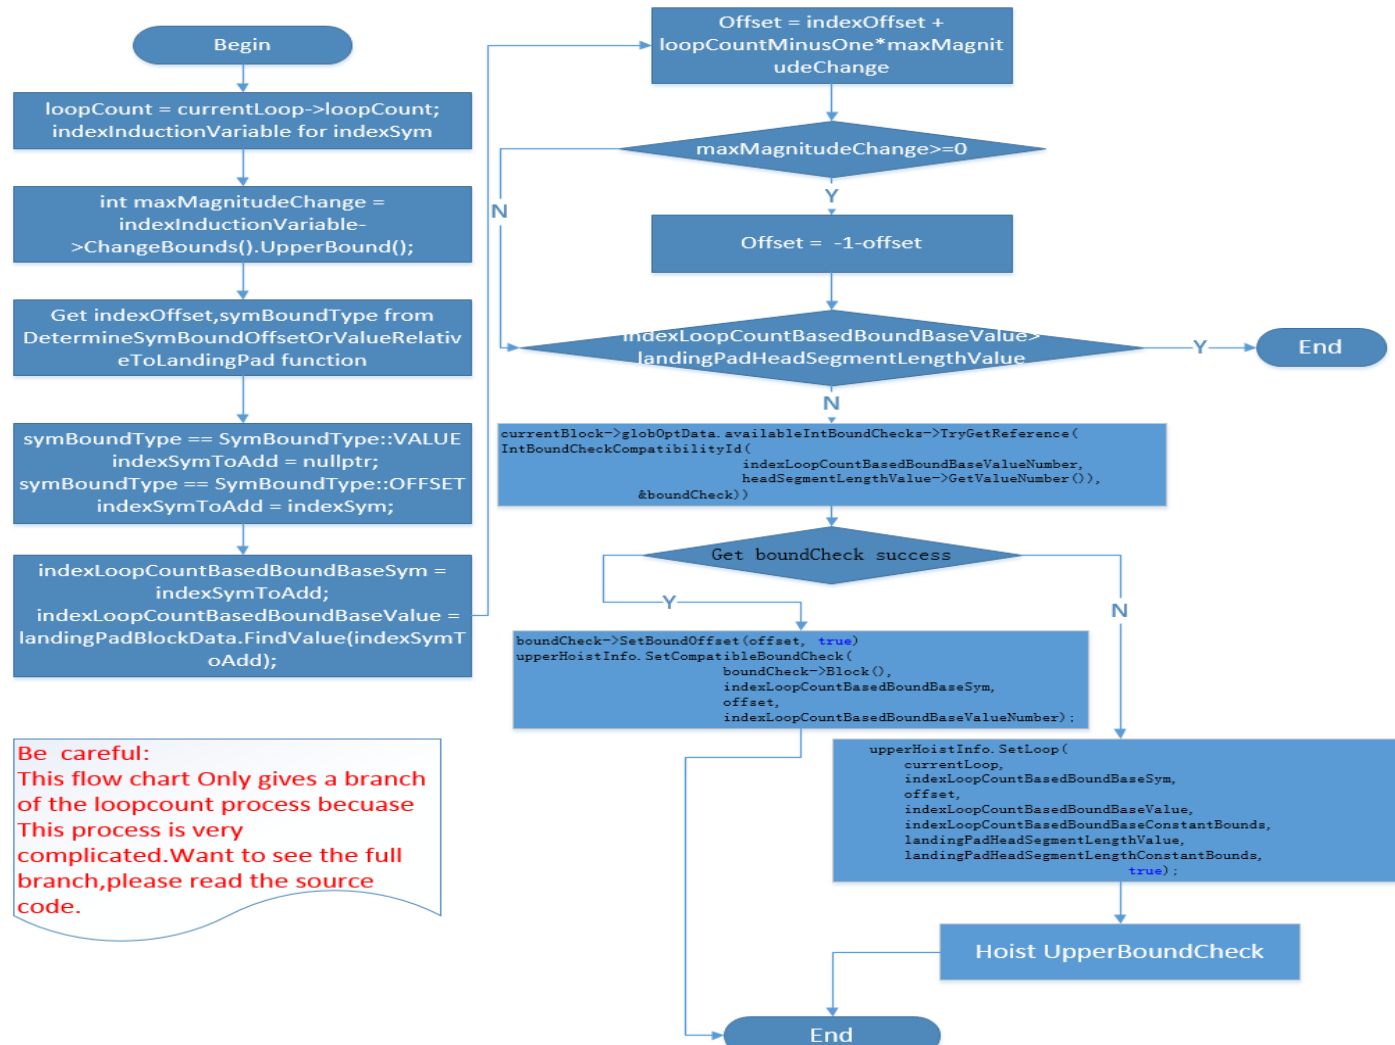 Begin
loopCount = currentLoop->loopCount;
indexInductionVariable for indexSym
int maxMagnitudeChange =
indexInductionVariable-
>ChangeBounds().UpperBound();
Get indexOffset,symBoundType from
DetermineSymBoundOffsetOrValueRelativ
eToLandingPad function
symBoundType == SymBoundType::VALUE
indexSymToAdd = nullptr;
symBoundType == SymBoundType::OFFSET
indexSymToAdd = indexSym;
indexLoopCountBasedBoundBaseSym =
indexSymToAdd;
indexLoopCountBasedBoundBaseValue =
landingPadBlockData.FindValue(indexSymT
oAdd);
Be careful:
This flow chart Only gives a branch
of the loopcount process becuase
This process is very
complicated.Want to see the full
branch,please read the source
code.
Offset = indexOffset +
loopCountMinusOne*maxMagnit
udeChange
maxMagnitudeChange>=0
Y
N
Offset = -1-offset
indexLoopCountBasedBoundBaseValue>
landingPadHeadSegmentLengthValue
Y
End
N
currentBlock->globOptData.availableIntBoundChecks->TryGetReference(
IntBoundCheckCompatibilityId(
indexLoopCountBasedBoundBaseValueNumber,
headSegmentLengthValue->GetValueNumber()),
&boundCheck))
Get boundCheck success
Y
N
boundCheck->SetBoundOffset(offset, true)
upperHoistInfo.SetCompatibleBoundCheck(
boundCheck->Block(),
indexLoopCountBasedBoundBaseSym,
offset,
indexLoopCountBasedBoundBaseValueNumber);
upperHoistInfo.SetLoop(
currentLoop,
indexLoopCountBasedBoundBaseSym,
offset,
indexLoopCountBasedBoundBaseValue,
indexLoopCountBasedBoundBaseConstantBounds,
landingPadHeadSegmentLengthValue,
landingPadHeadSegmentLengthConstantBounds,
true);
Hoist UpperBoundCheck
End